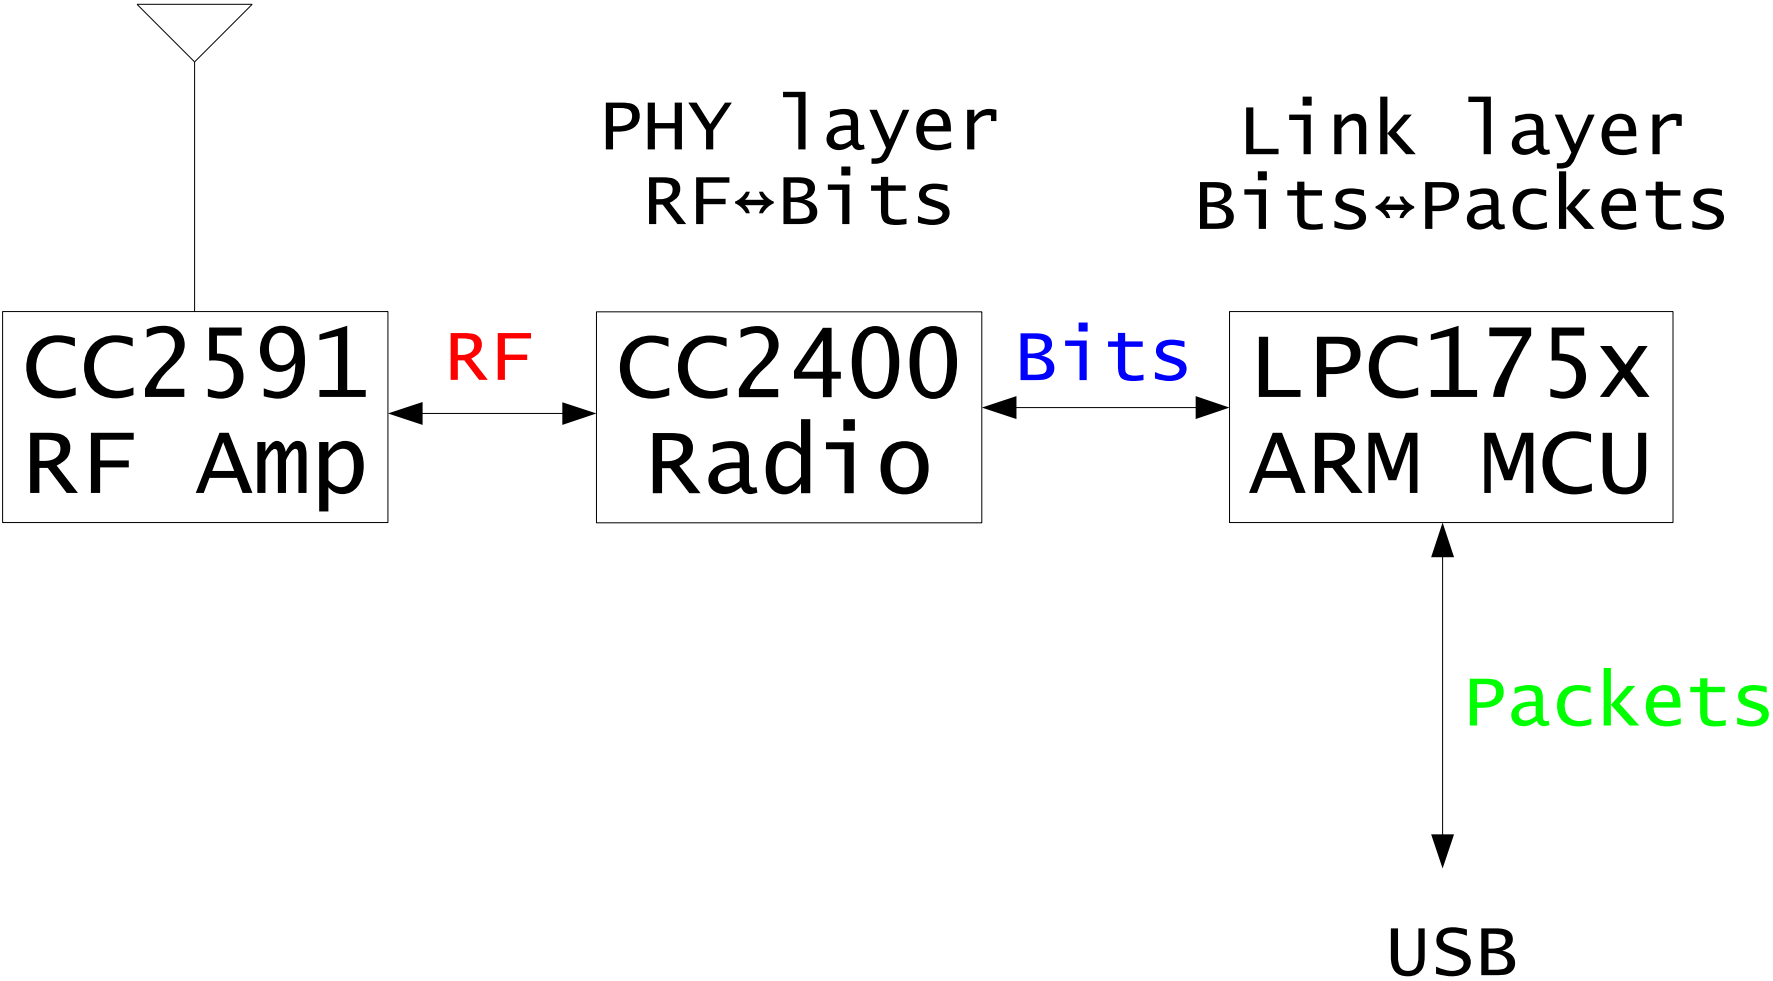 PHY layer
RF↔Bits
Link layer
Bits↔Packets
CC2591
RF Amp
RF
CC2400
Radio
Bits
LPC175x
ARM MCU
Packets
USB